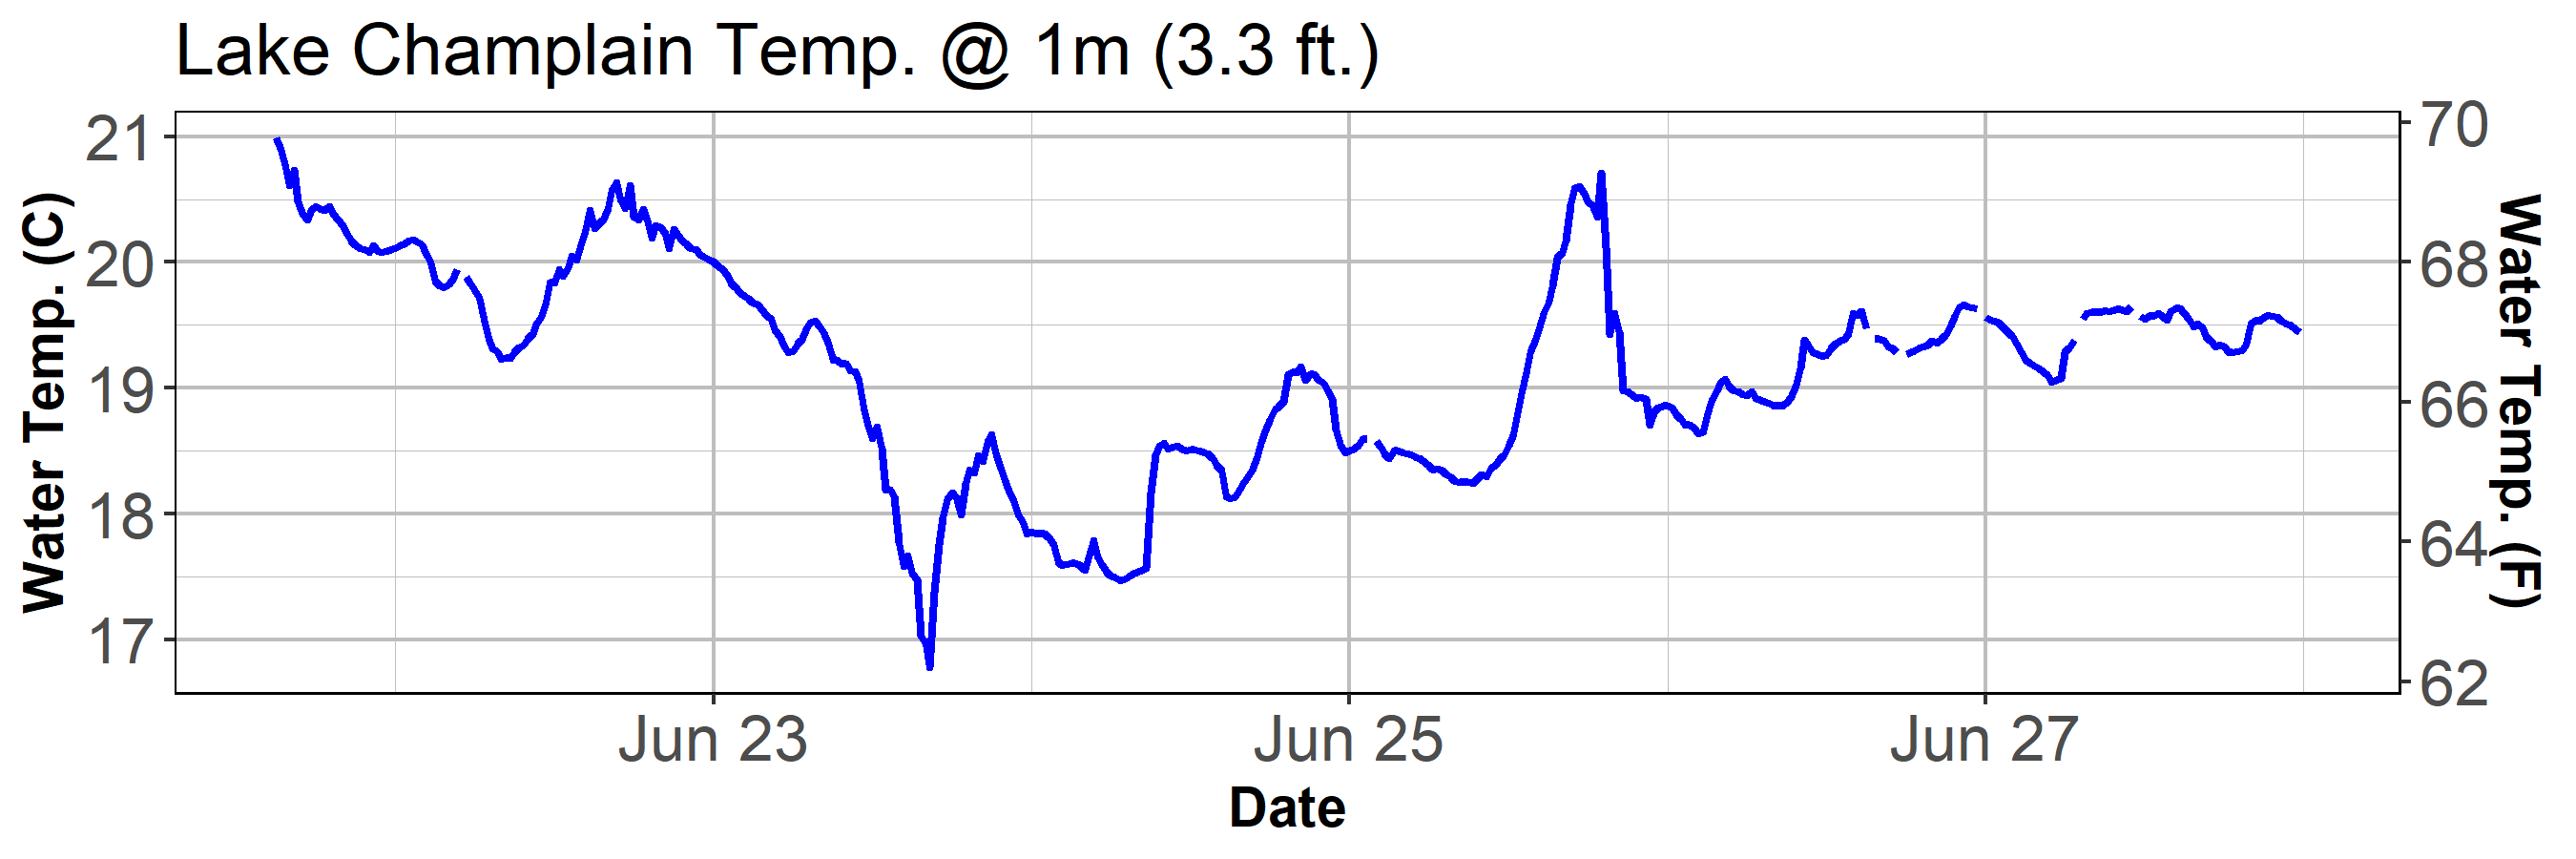 Lake Champlain Temp. @ 1m (3.3 ft.)
Water Temp. (C)
21
20
19
18
17
70
68
66
64
62
Water Temp. (F)
Jun 23
Jun 25
Jun 27
Date